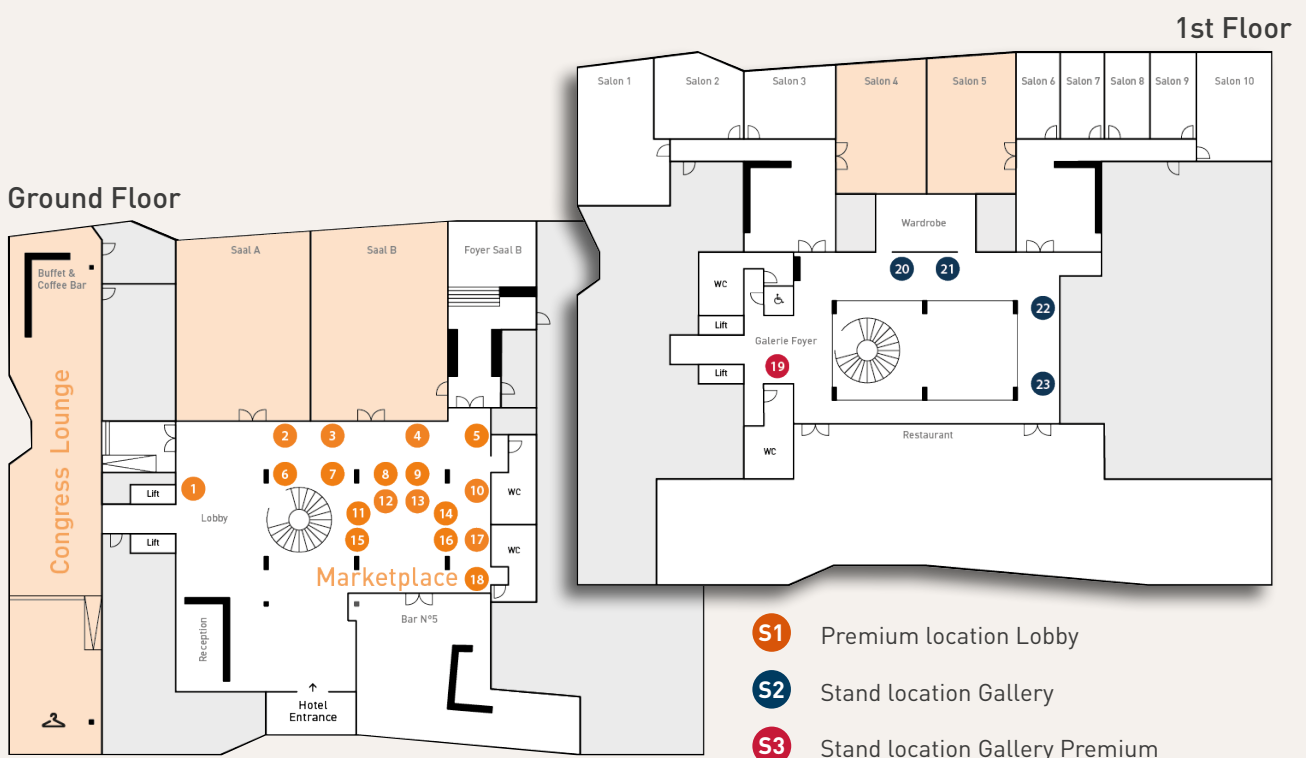 1st Floor
Salon 1
Salon 2
Salon 3
Salon 4
Salon 5
Salon 6
Salon 7
Salon 8
Salon 9
Salon 10
Wardrobe
20
21
WC
22
Lift
Galerie Foyer
19
Lift
23
WC
Restaurant
Ground Floor
Buffet &
Coffee Bar
Saal A
Saal B
Foyer Saal B
Congress Lounge
2
3
4
5
6
7
8
9
1
10
Lift
WC
12
13
Lobby
11
14
Lift
15
16
17
WC
Marketplace
18
Reception
Bar N°5
Hotel
Entrance
S1 Premium location Lobby
S2 Stand location Gallery
S3 Stand location Gallery Premium